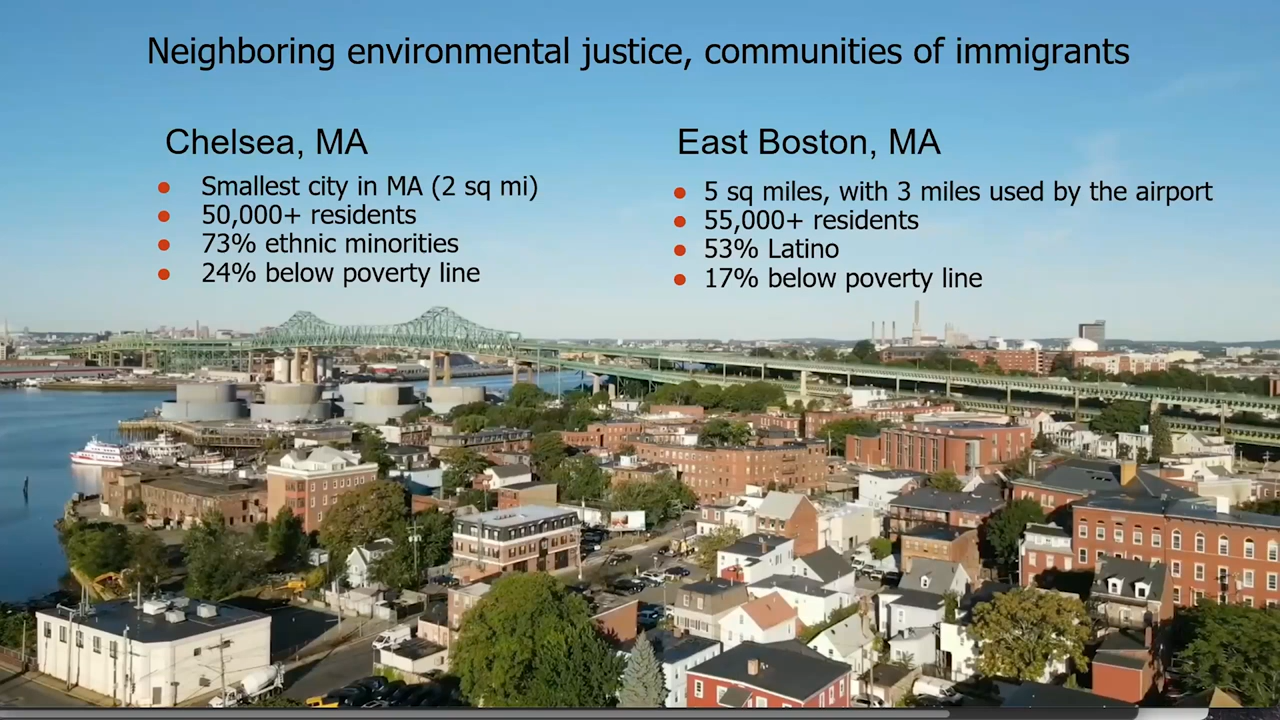 Neighboring environmental justice, communities of immigrants
Chelsea, MA
Smallest city in MA (2 sq mi)
50,000+ residents
73% ethnic minorities
24% below poverty line
East Boston, MA
5 sq miles, with 3 miles used by the airport
55,000+ residents
53% Latino
17% below poverty line